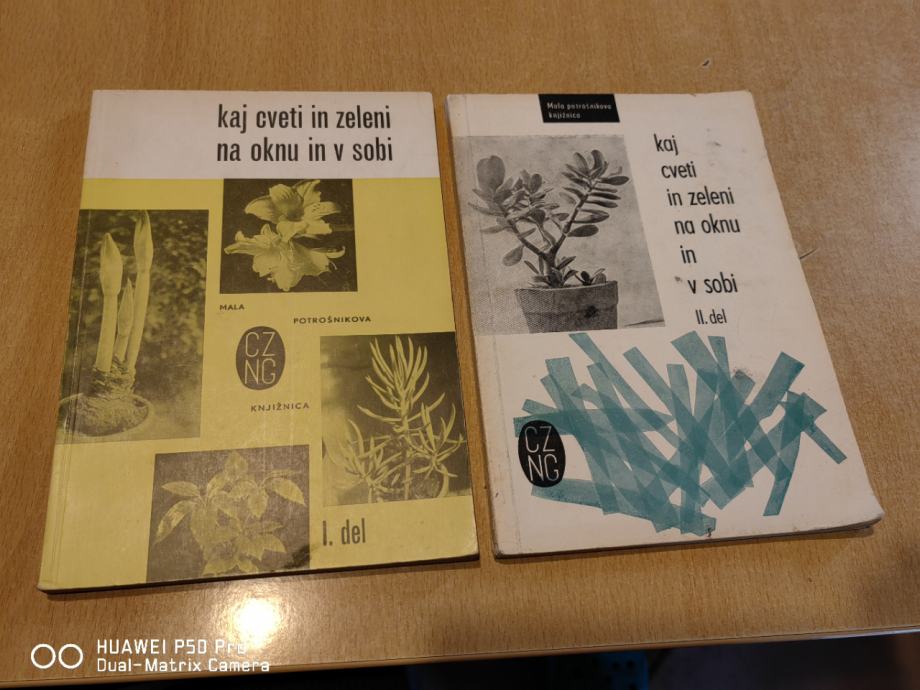 kaj cveti in zeleni
na oknu in v sobi
MALA
POTROŠNIKOVA
CZ
NG
KNJIŽNICA
I. del
Mala potrošnikova
knjižnica
kaj
cveti
in zeleni
na oknu
in
v sobi
II. del
CZ
NG
HUAWEI P50 Pro
Dual-Matrix Camera